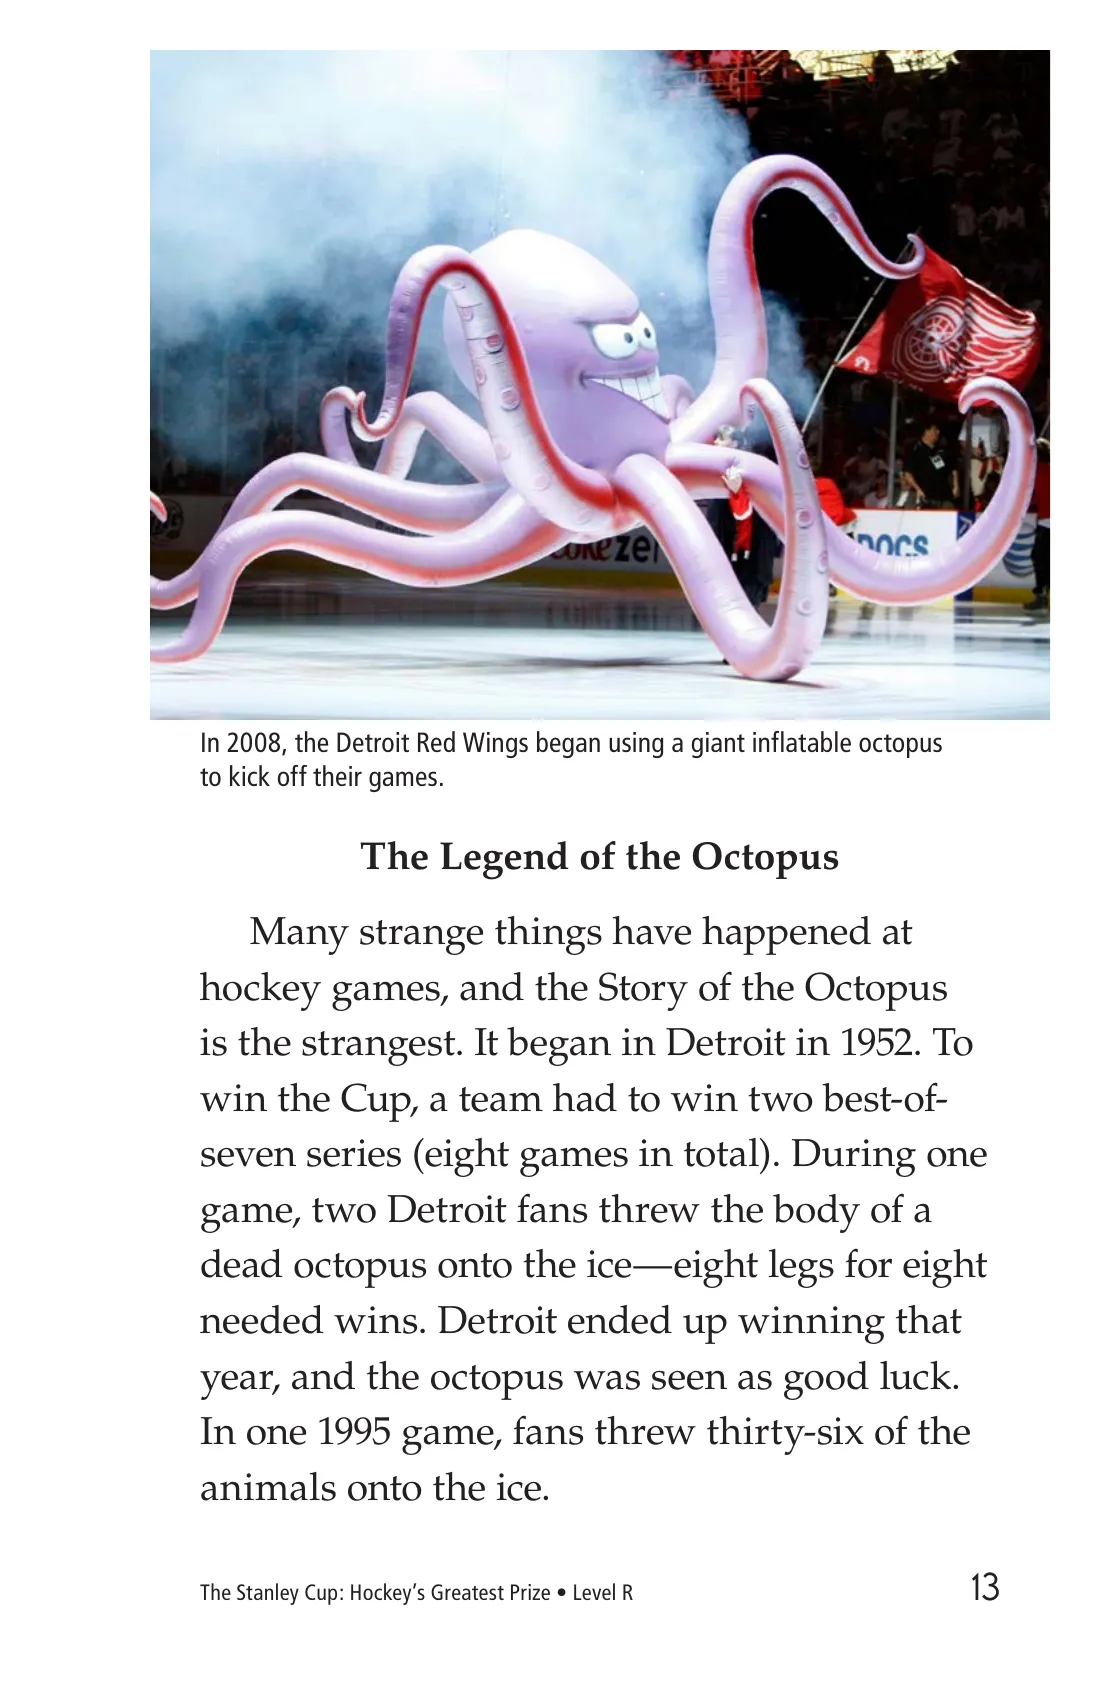 coke zer
DOCS
In 2008, the Detroit Red Wings began using a giant inflatable octopus
to kick off their games.
The Legend of the Octopus
Many strange things have happened at
hockey games, and the Story of the Octopus
is the strangest. It began in Detroit in 1952. To
win the Cup, a team had to win two best-of-
seven series (eight games in total). During one
game, two Detroit fans threw the body of a
dead octopus onto the ice—eight legs for eight
needed wins. Detroit ended up winning that
year, and the octopus was seen as good luck.
In one 1995 game, fans threw thirty-six of the
animals onto the ice.
The Stanley Cup: Hockey’s Greatest Prize • Level R
13